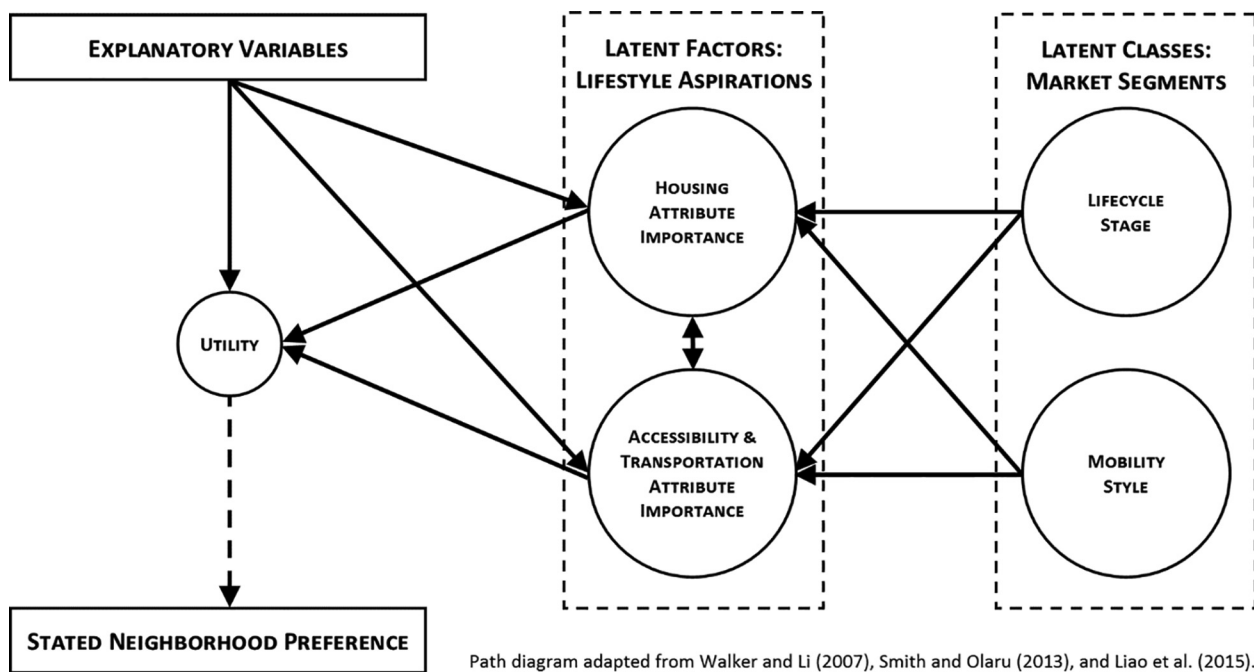 EXPLANATORY VARIABLES
LATENT FACTORS:
LIFESTYLE ASPIRATIONS
LATENT CLASSES:
MARKET SEGMENTS
HOUSING
ATTRIBUTE
IMPORTANCE
LIFECYCLE
STAGE
UTILITY
ACCESSIBILITY &
TRANSPORTATION
ATTRIBUTE
IMPORTANCE
MOBILITY
STYLE
STATED NEIGHBORHOOD PREFERENCE
Path diagram adapted from Walker and Li (2007), Smith and Olaru (2013), and Liao et al. (2015).